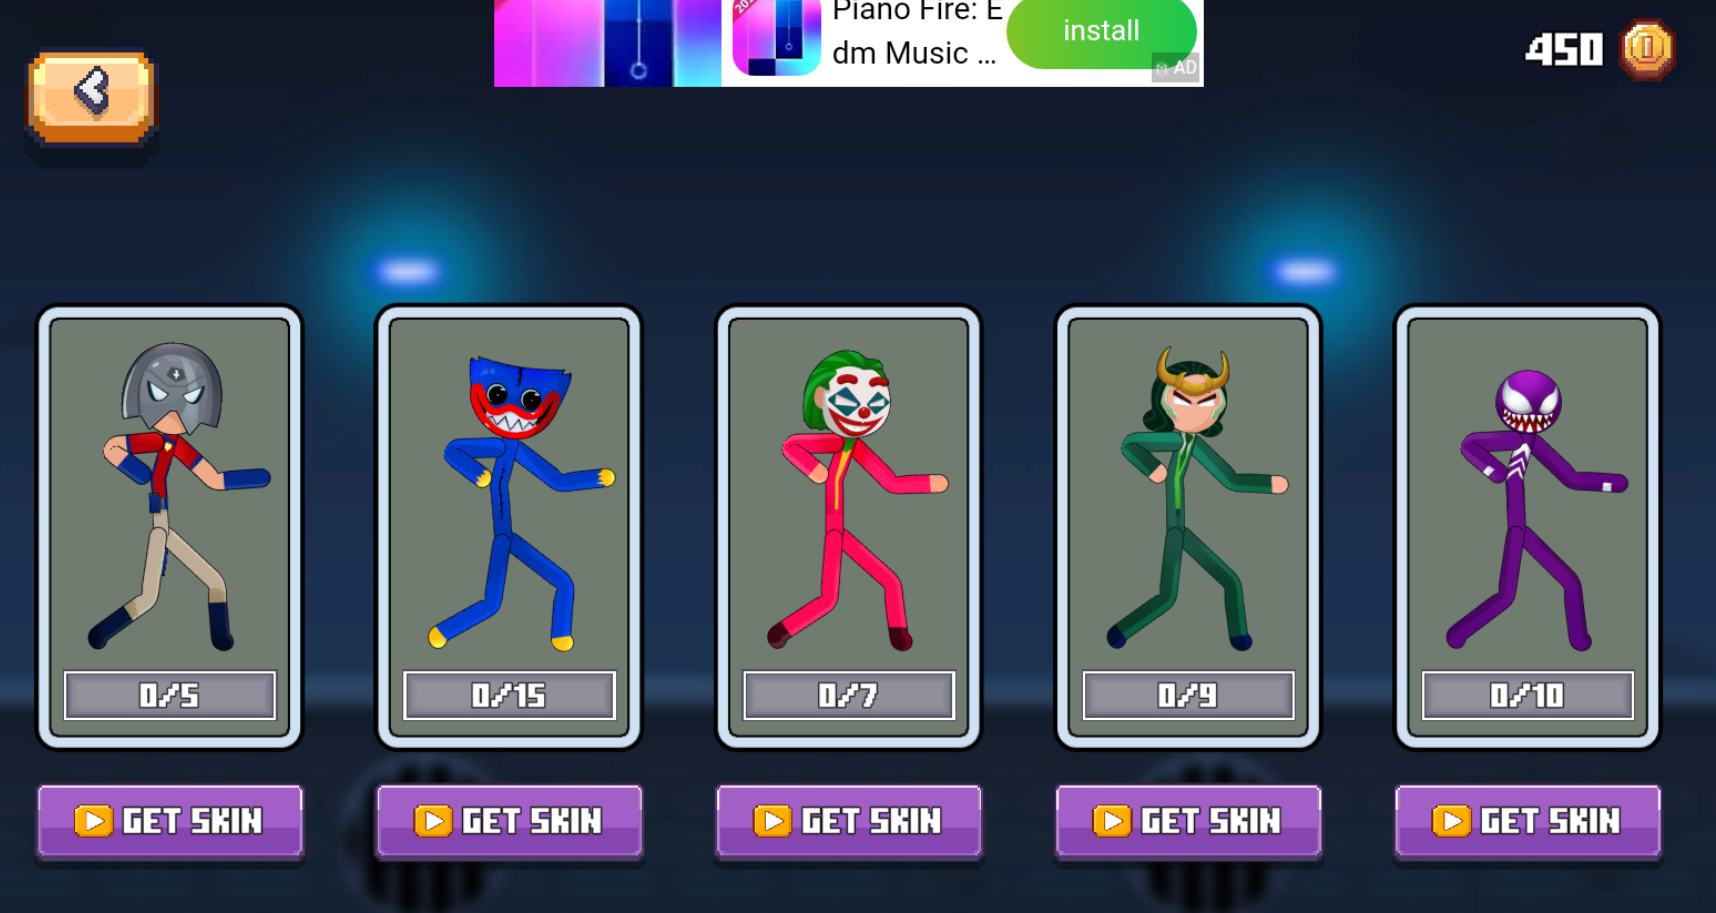 Piano Fire: E
dm Music ...
install
AD
450
0/5
0/15
0/7
0/9
0/10
GET SKIN
GET SKIN
GET SKIN
GET SKIN
GET SKIN